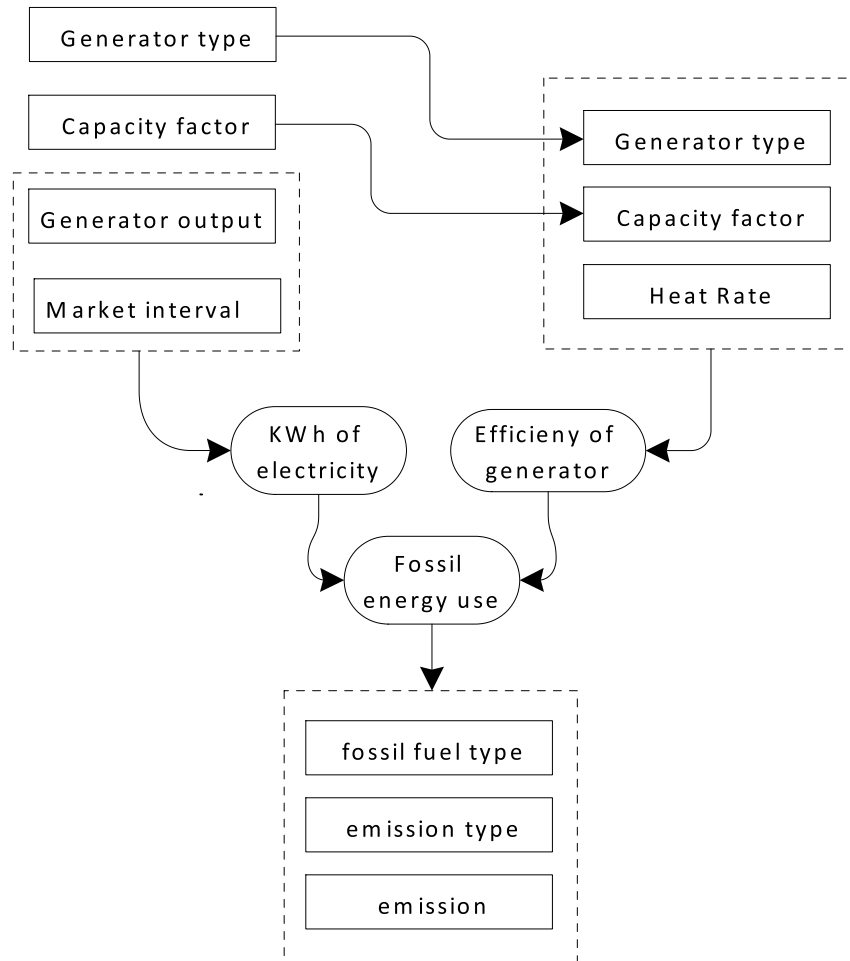 Generator type
Capacity factor
Generator output
Market interval
Generator type
Capacity factor
Heat Rate
KWh of
electricity
Efficieny of
generator
Fossil
energy use
fossil fuel type
emission type
emission